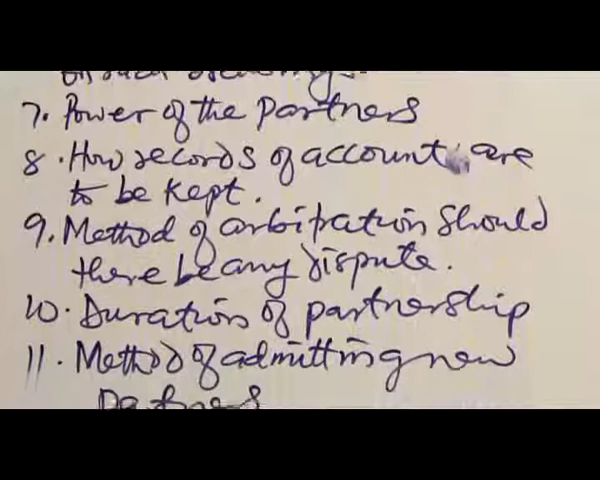 7. Power of the Partners
8. How records of account are
to be kept.
9. Method of arbitration should
there be any dispute.
10. Duration of partnership
11. Method of admitting new
partners